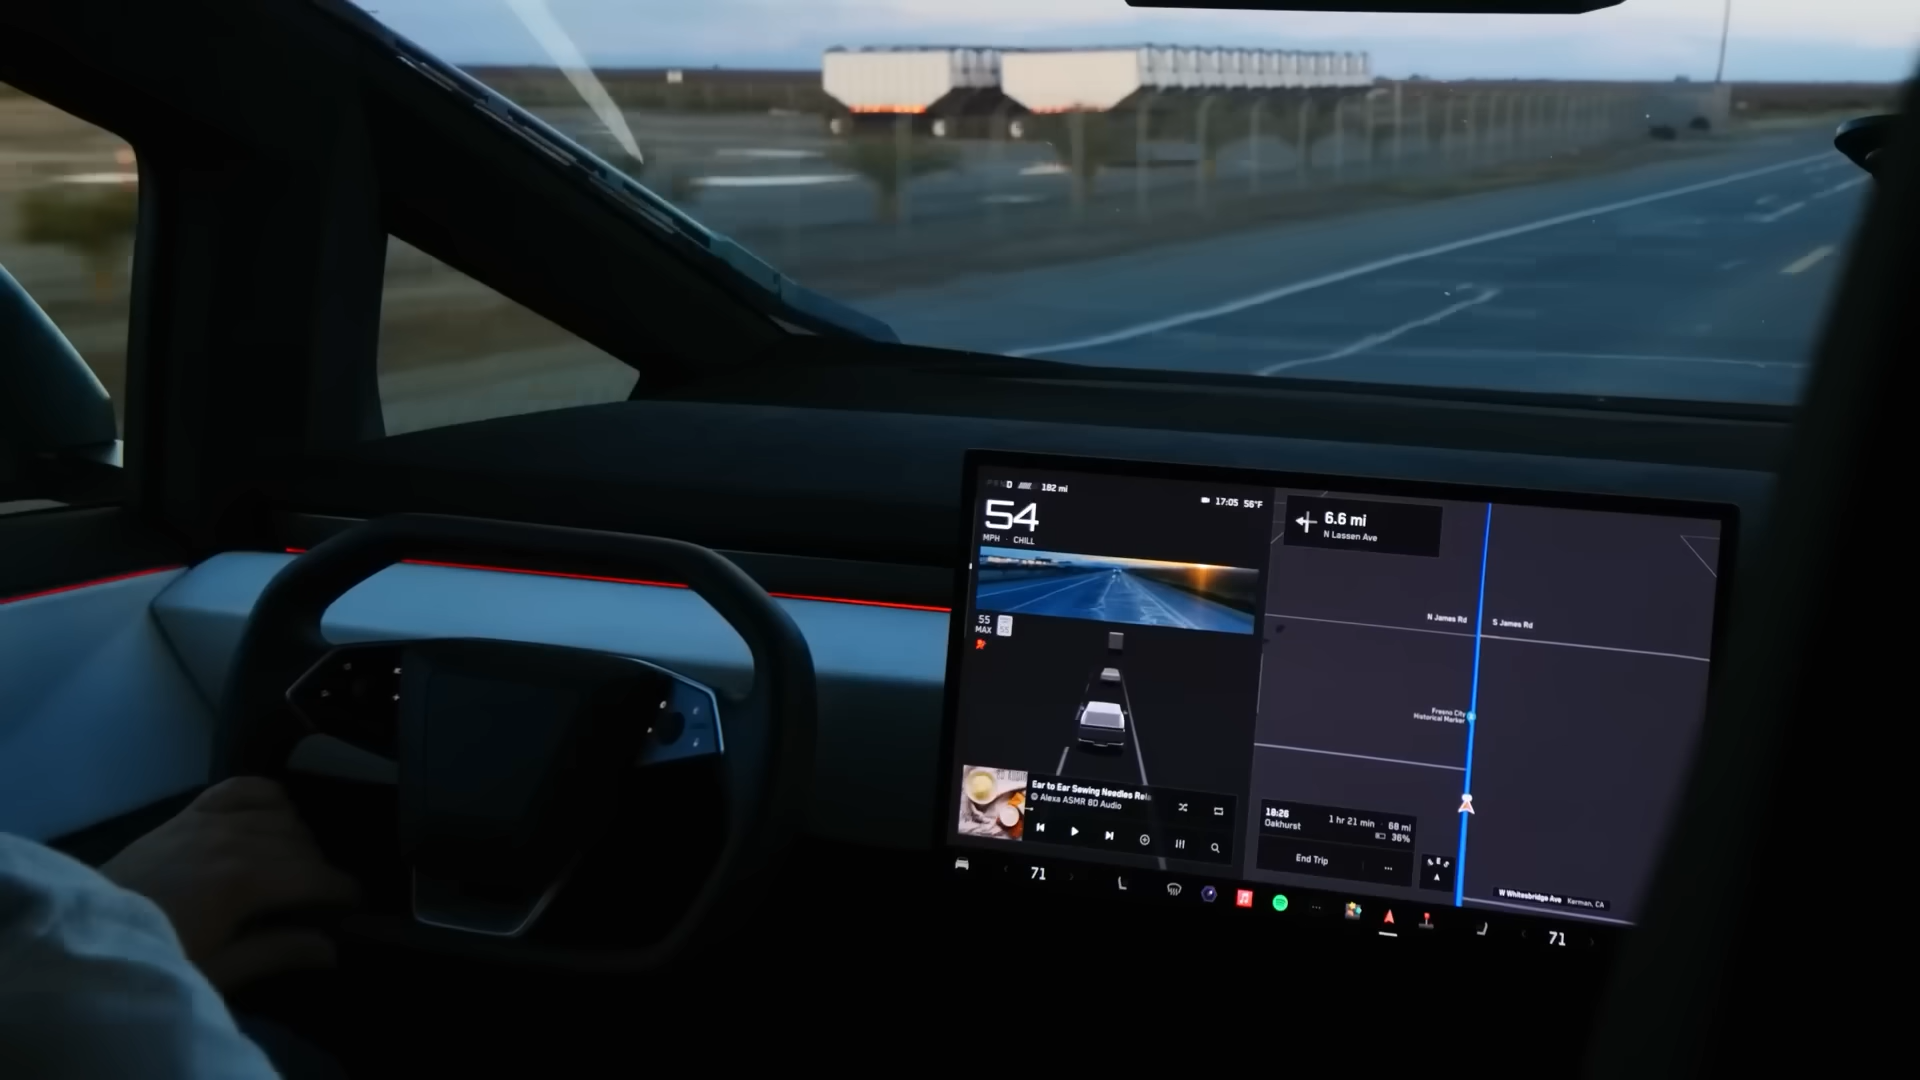 D 182 mi
17:05 56°F
54
MPH · CHILL
55
MAX
6.6 mi
N Lassen Ave
N James Rd
S James Rd
Fresno City
Historical Marker
Ear to Ear Sewing Needles Rela
Alexa ASMR 8D Audio
18:26
Oakhurst
1 hr 21 min · 68 mi
36%
End Trip
W Whitesbridge Ave Kerman, CA
71
71